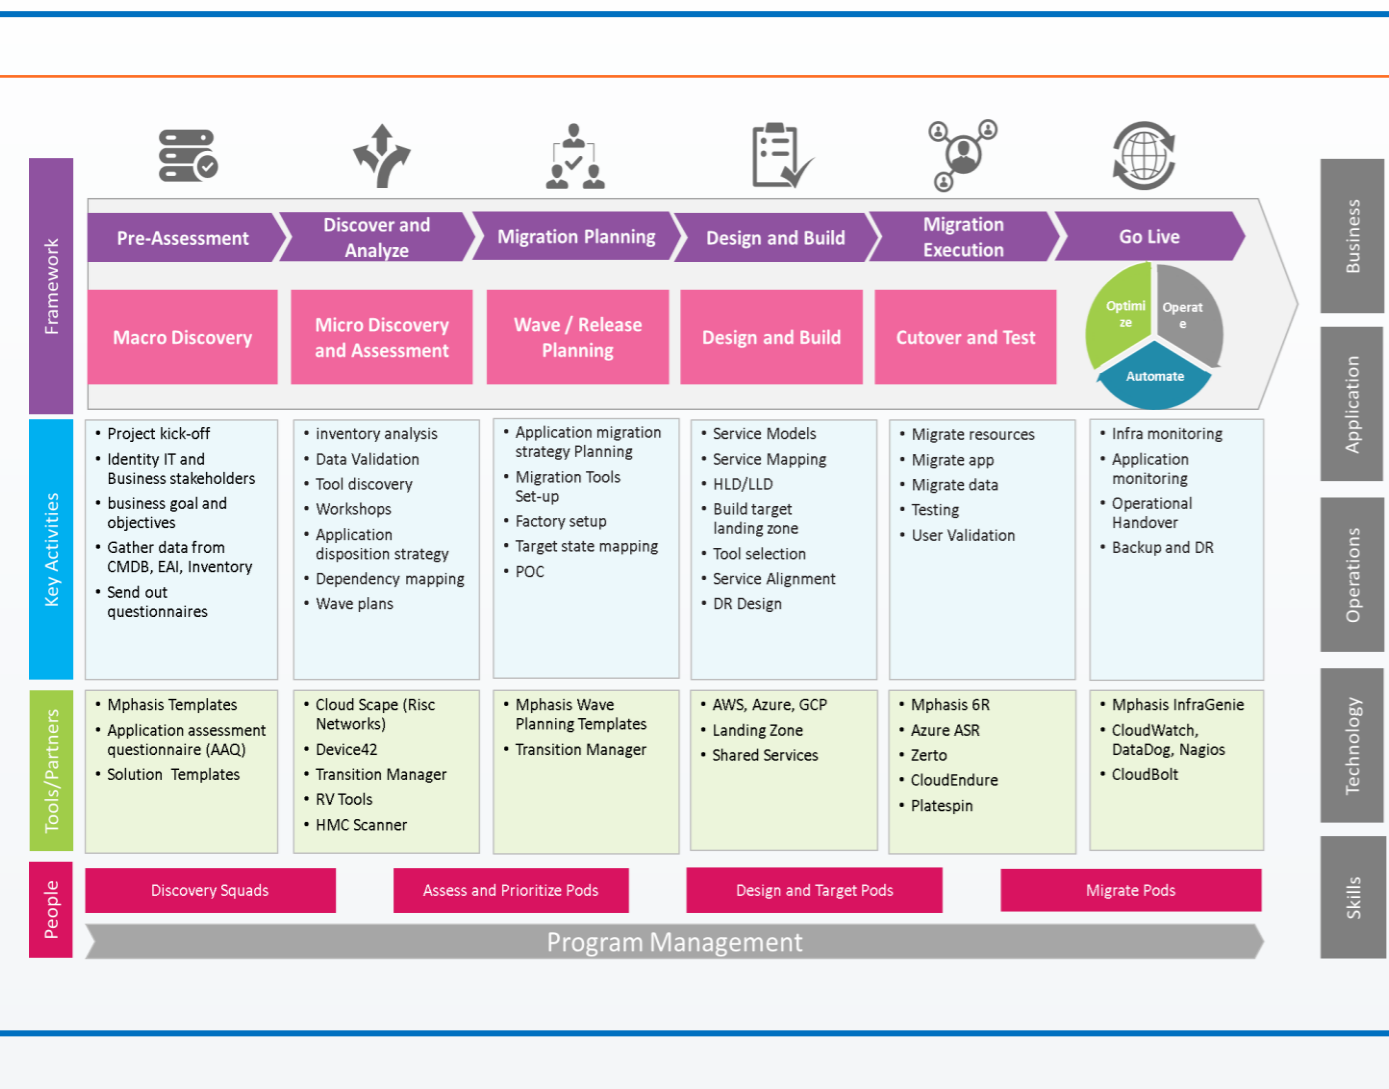 Framework
Pre-Assessment
Discover and
Analyze
Migration Planning
Design and Build
Migration
Execution
Go Live
Macro Discovery
Micro Discovery
and Assessment
Wave / Release
Planning
Design and Build
Cutover and Test
Optimi
ze
Operat
e
Automate
Key Activities
• Project kick-off
• Identity IT and
Business stakeholders
• business goal and
objectives
• Gather data from
CMDB, EAI, Inventory
• Send out
questionnaires
• inventory analysis
• Data Validation
• Tool discovery
• Workshops
• Application
disposition strategy
• Dependency mapping
• Wave plans
• Application migration
strategy Planning
• Migration Tools
Set-up
• Factory setup
• Target state mapping
• POC
• Service Models
• Service Mapping
• HLD/LLD
• Build target
landing zone
• Tool selection
• Service Alignment
• DR Design
• Migrate resources
• Migrate app
• Migrate data
• Testing
• User Validation
• Infra monitoring
• Application
monitoring
• Operational
Handover
• Backup and DR
Tools/Partners
• Mphasis Templates
• Application assessment
questionnaire (AAQ)
• Solution Templates
• Cloud Scape (Risc
Networks)
• Device42
• Transition Manager
• RV Tools
• HMC Scanner
• Mphasis Wave
Planning Templates
• Transition Manager
• AWS, Azure, GCP
• Landing Zone
• Shared Services
• Mphasis 6R
• Azure ASR
• Zerto
• CloudEndure
• Platespin
• Mphasis InfraGenie
• CloudWatch,
DataDog, Nagios
• CloudBolt
People
Discovery Squads
Assess and Prioritize Pods
Design and Target Pods
Migrate Pods
Program Management
Business
Application
Operations
Technology
Skills